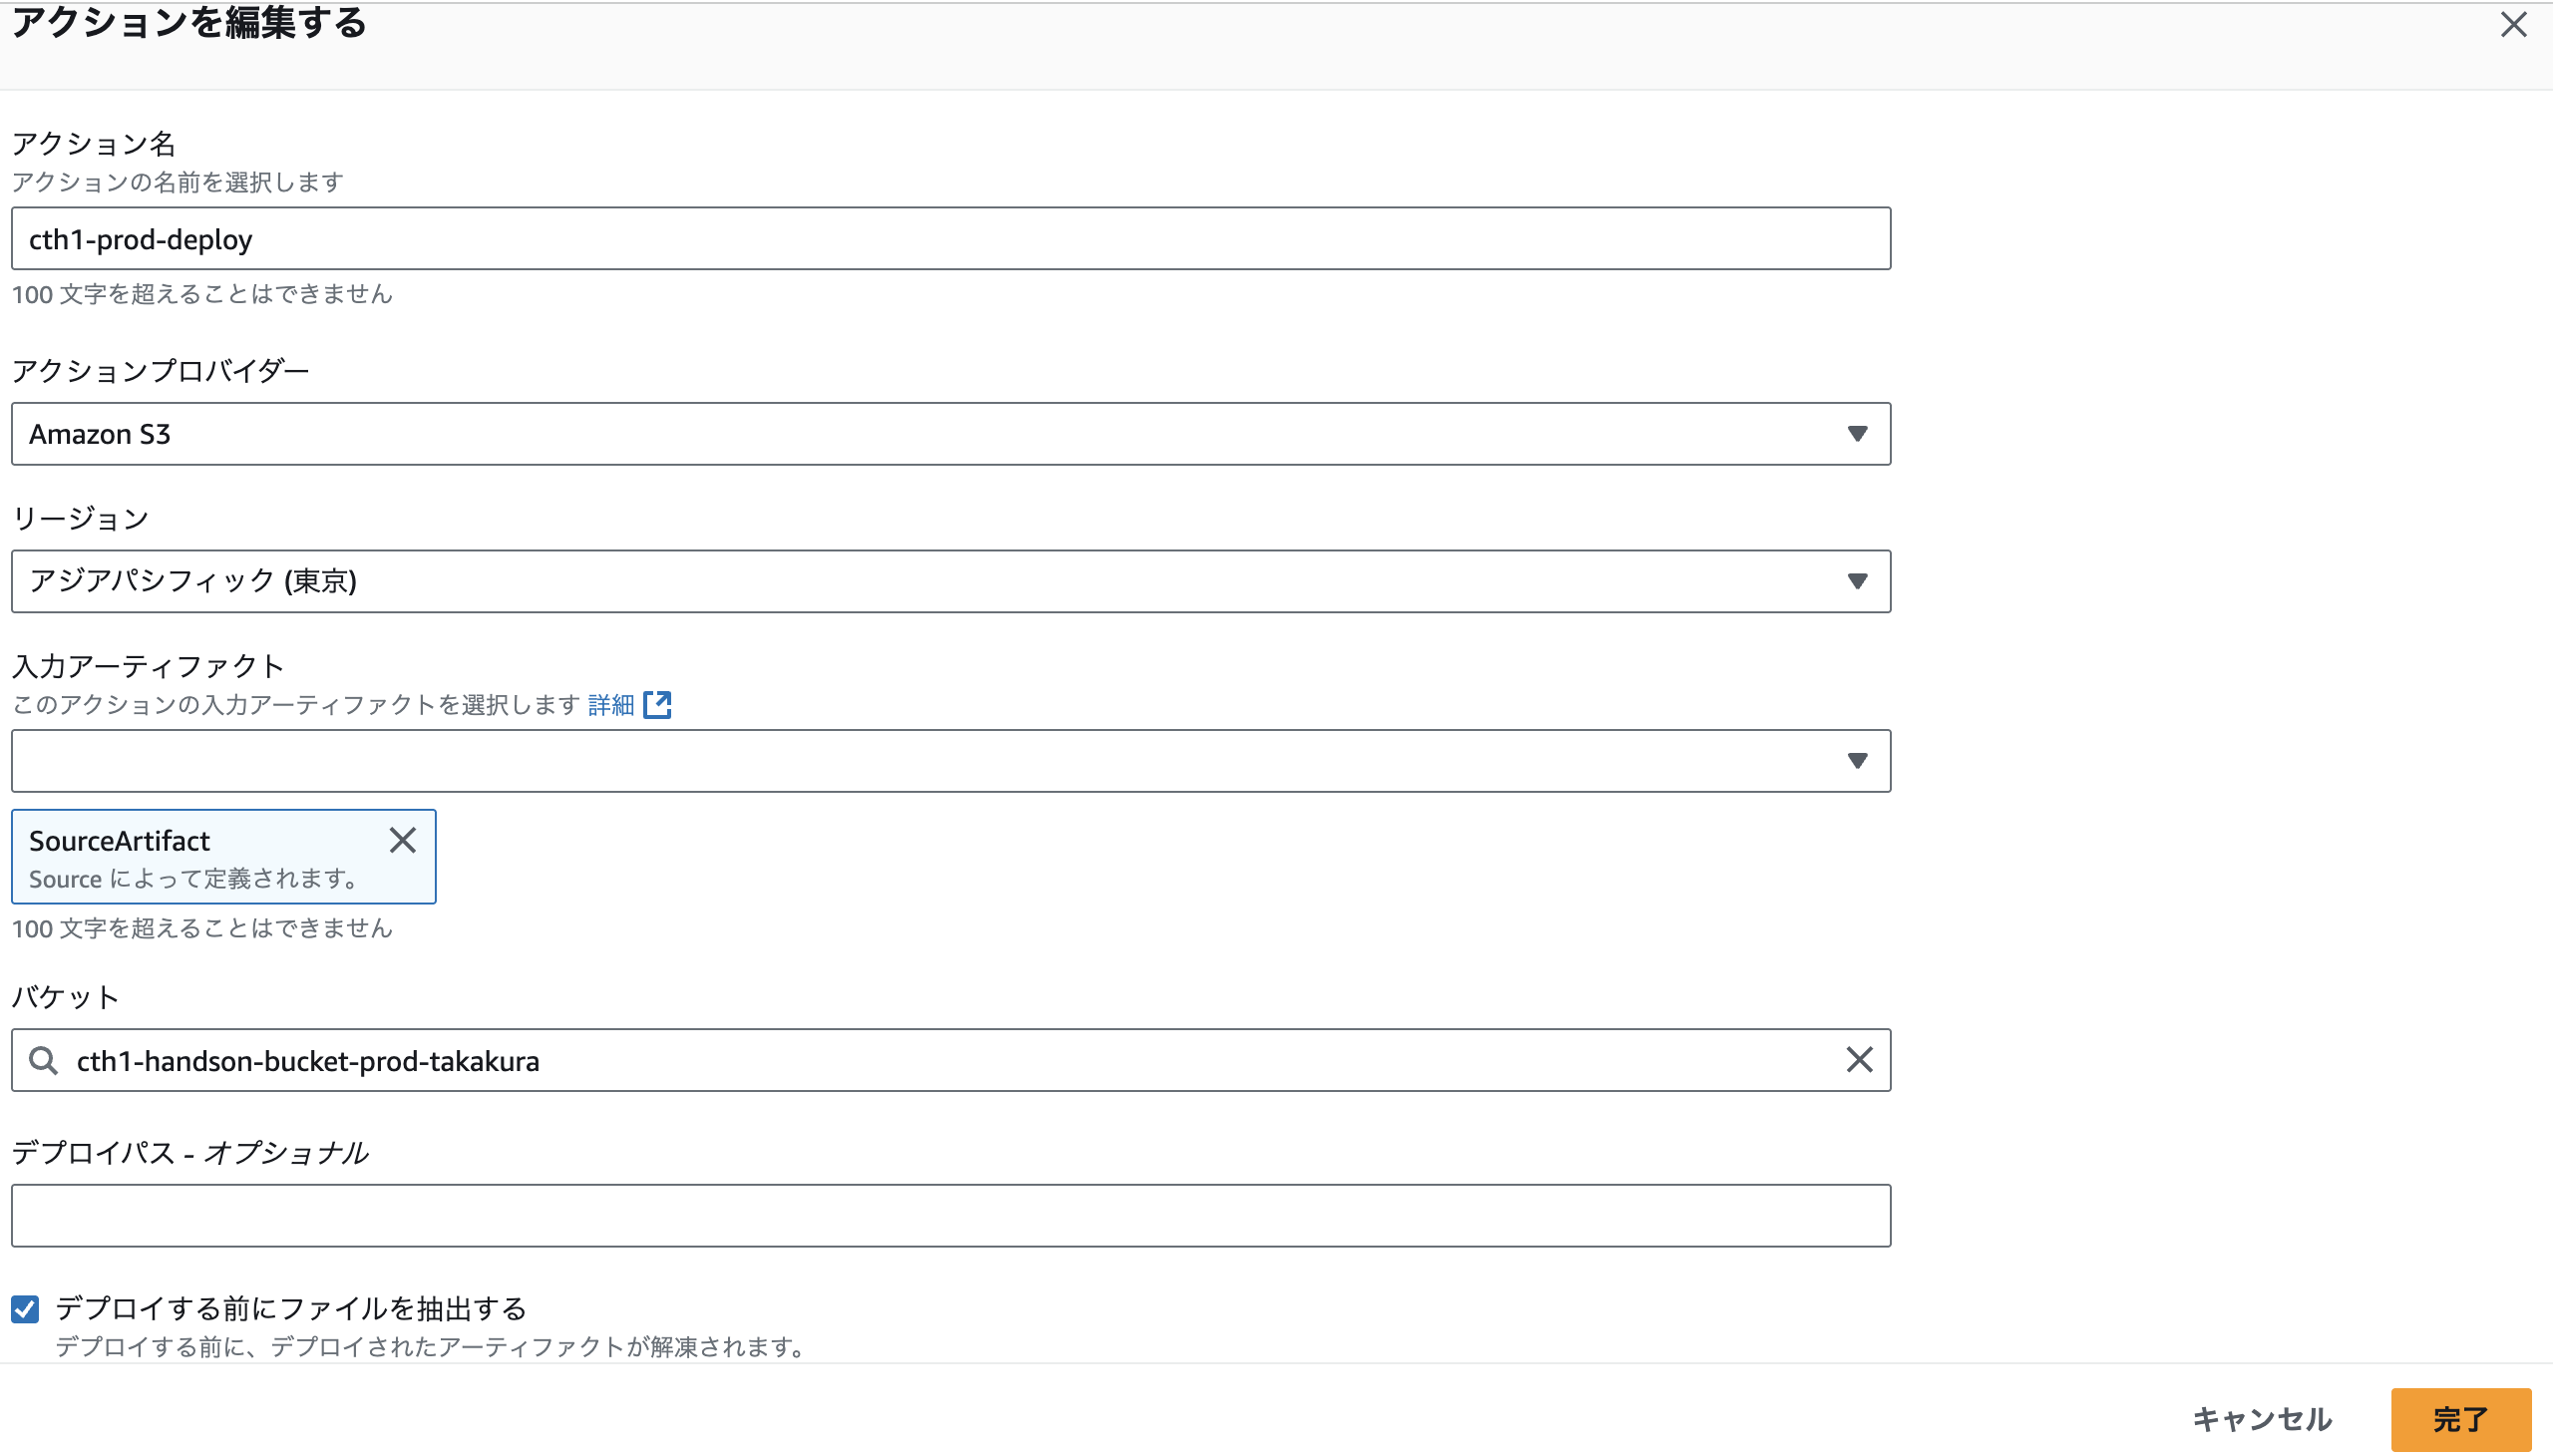 アクションを編集する
アクション名
アクションの名前を選択します
cth1-prod-deploy
100 文字を超えることはできません
アクションプロバイダー
Amazon S3
リージョン
アジアパシフィック (東京)
入力アーティファクト
このアクションの入力アーティファクトを選択します 詳細
SourceArtifact
Source によって定義されます。
100 文字を超えることはできません
バケット
cth1-handson-bucket-prod-takakura
デプロイパス - オプショナル
デプロイする前にファイルを抽出する
デプロイする前に、デプロイされたアーティファクトが解凍されます。
キャンセル
完了